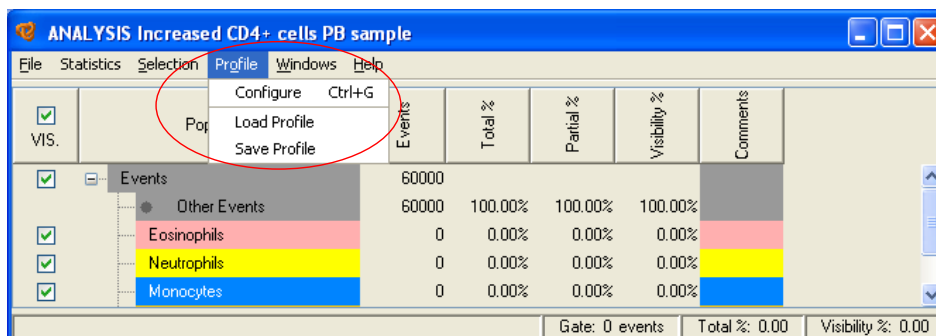 ANALYSIS Increased CD4+ cells PB sample
File Statistics Selection Profile Windows Help
Configure Ctrl+G
Load Profile
Save Profile
VIS.
Events Total % Partial % Visibility % Comments
Events 60000
Other Events 60000 100.00% 100.00% 100.00%
Eosinophils 0 0.00% 0.00% 0.00%
Neutrophils 0 0.00% 0.00% 0.00%
Monocytes 0 0.00% 0.00% 0.00%
Gate: 0 events Total %: 0.00 Visibility %: 0.00